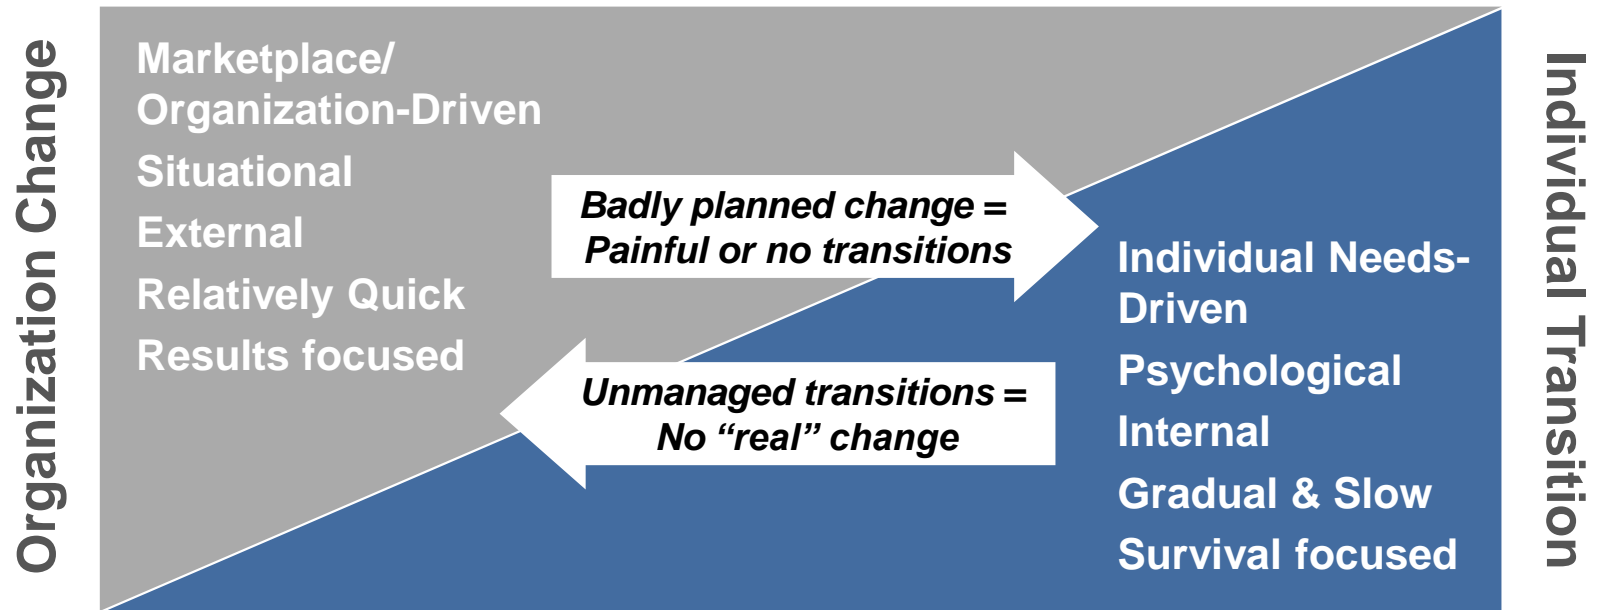 Organization Change
Marketplace/
Organization-Driven
Situational
External
Relatively Quick
Results focused
Badly planned change =
Painful or no transitions
Unmanaged transitions =
No “real” change
Individual Needs-
Driven
Psychological
Internal
Gradual & Slow
Survival focused
Individual Transition